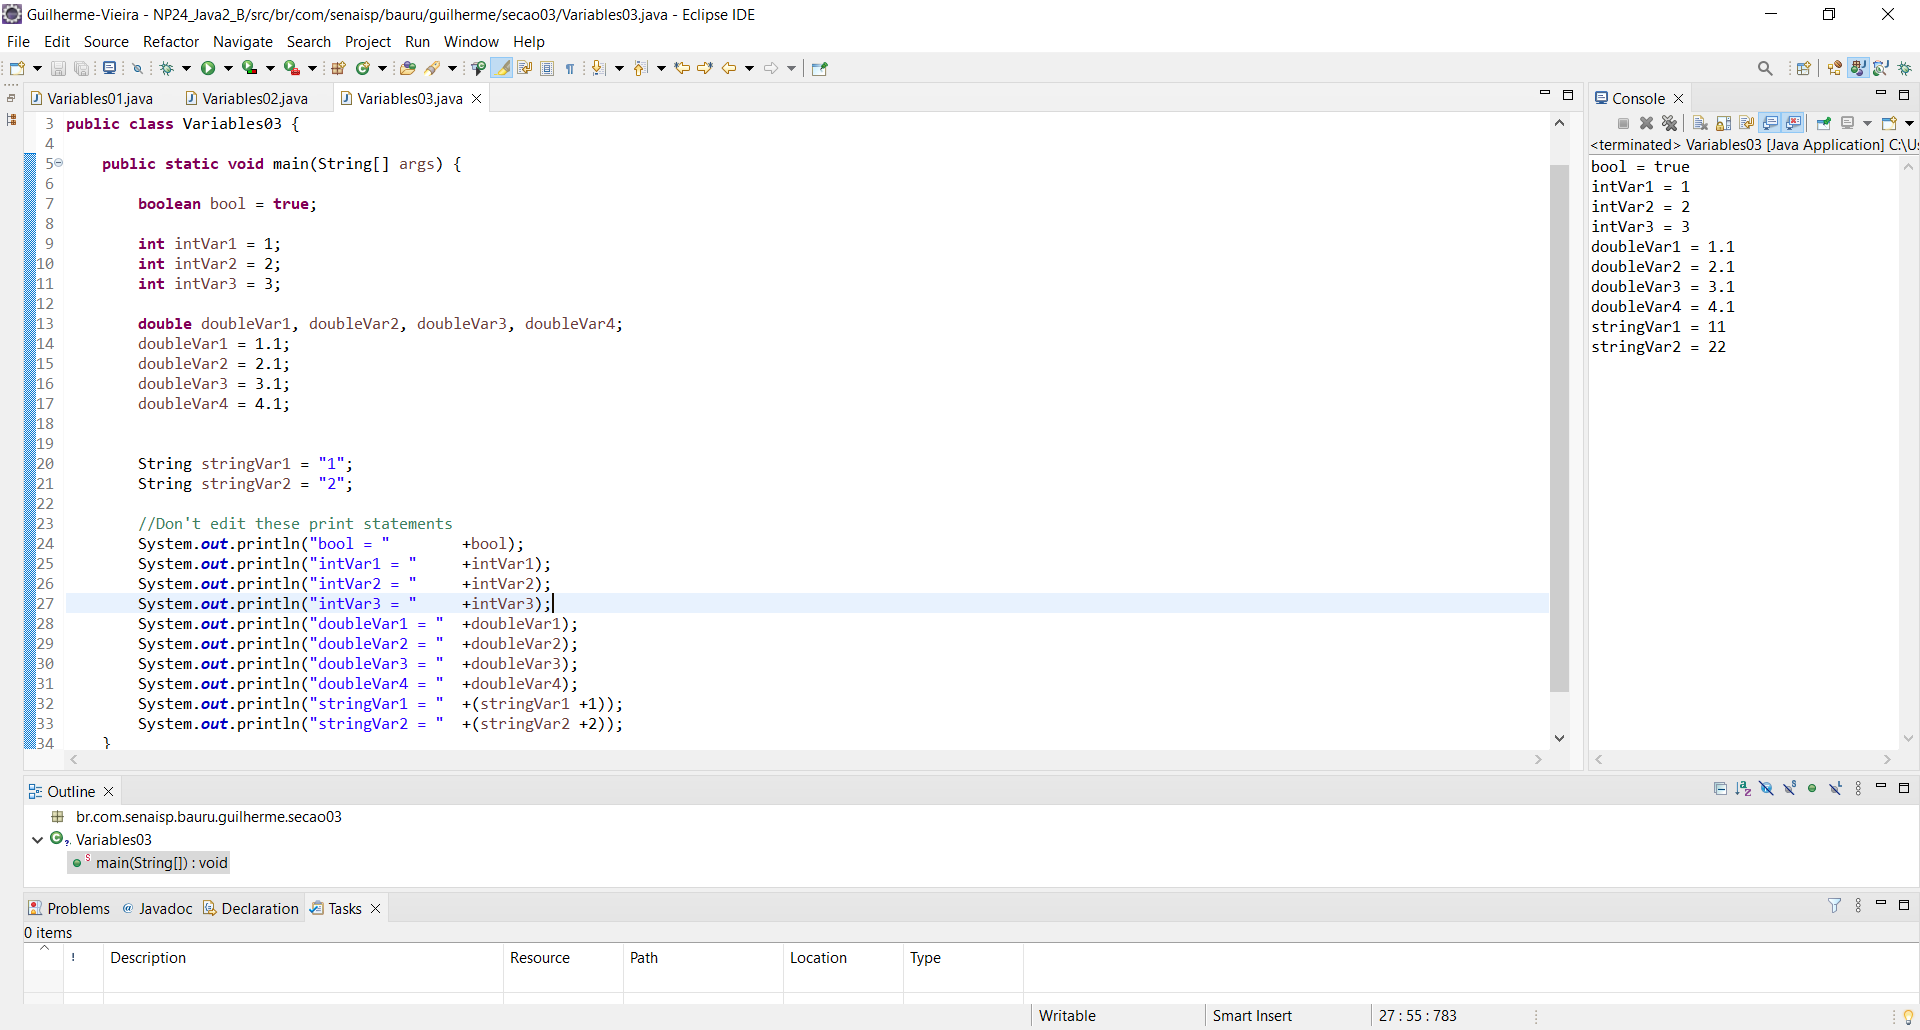 Guilherme-Vieira - NP24_Java2_B/src/br/com/senaisp/bauru/guilherme/secao03/Variables03.java - Eclipse IDE
File Edit Source Refactor Navigate Search Project Run Window Help
Variables01.java Variables02.java Variables03.java
3 public class Variables03 {
4
5 public static void main(String[] args) {
6
7 boolean bool = true;
8
9 int intVar1 = 1;
10 int intVar2 = 2;
11 int intVar3 = 3;
12
13 double doubleVar1, doubleVar2, doubleVar3, doubleVar4;
14 doubleVar1 = 1.1;
15 doubleVar2 = 2.1;
16 doubleVar3 = 3.1;
17 doubleVar4 = 4.1;
18
19
20 String stringVar1 = "1";
21 String stringVar2 = "2";
22
23 //Don't edit these print statements
24 System.out.println("bool = " +bool);
25 System.out.println("intVar1 = " +intVar1);
26 System.out.println("intVar2 = " +intVar2);
27 System.out.println("intVar3 = " +intVar3);
28 System.out.println("doubleVar1 = " +doubleVar1);
29 System.out.println("doubleVar2 = " +doubleVar2);
30 System.out.println("doubleVar3 = " +doubleVar3);
31 System.out.println("doubleVar4 = " +doubleVar4);
32 System.out.println("stringVar1 = " +(stringVar1 +1));
33 System.out.println("stringVar2 = " +(stringVar2 +2));
34 }
Console
<terminated> Variables03 [Java Application] C:\U
bool = true
intVar1 = 1
intVar2 = 2
intVar3 = 3
doubleVar1 = 1.1
doubleVar2 = 2.1
doubleVar3 = 3.1
doubleVar4 = 4.1
stringVar1 = 11
stringVar2 = 22
Outline
br.com.senaisp.bauru.guilherme.secao03
Variables03
main(String[]) : void
Problems @ Javadoc Declaration Tasks
0 items
! Description Resource Path Location Type
Writable Smart Insert 27 : 55 : 783